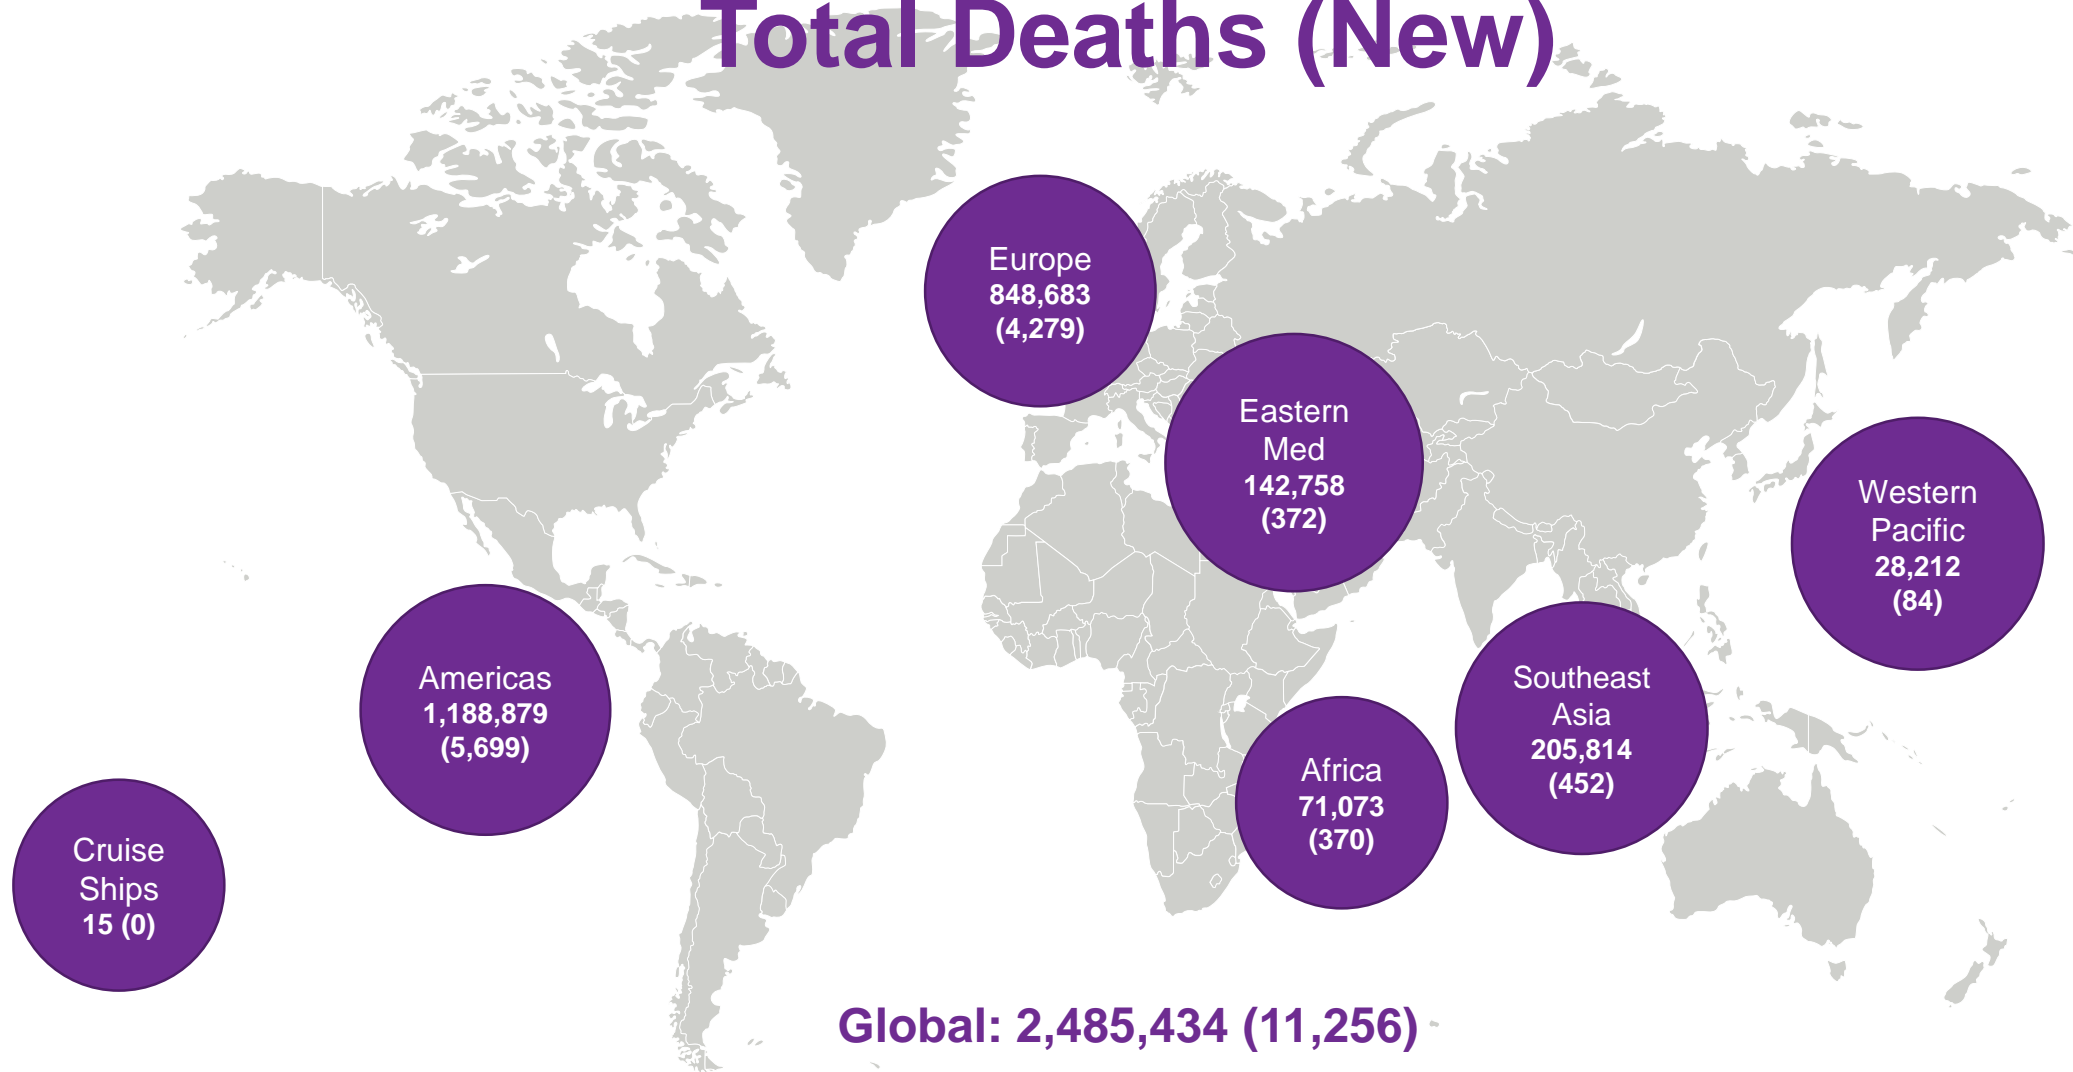 Total Deaths (New)
Europe
848,683
(4,279)
Eastern
Med
142,758
(372)
Western
Pacific
28,212
(84)
Americas
1,188,879
(5,699)
Southeast
Asia
205,814
(452)
Africa
71,073
(370)
Cruise
Ships
15 (0)
Global: 2,485,434 (11,256)